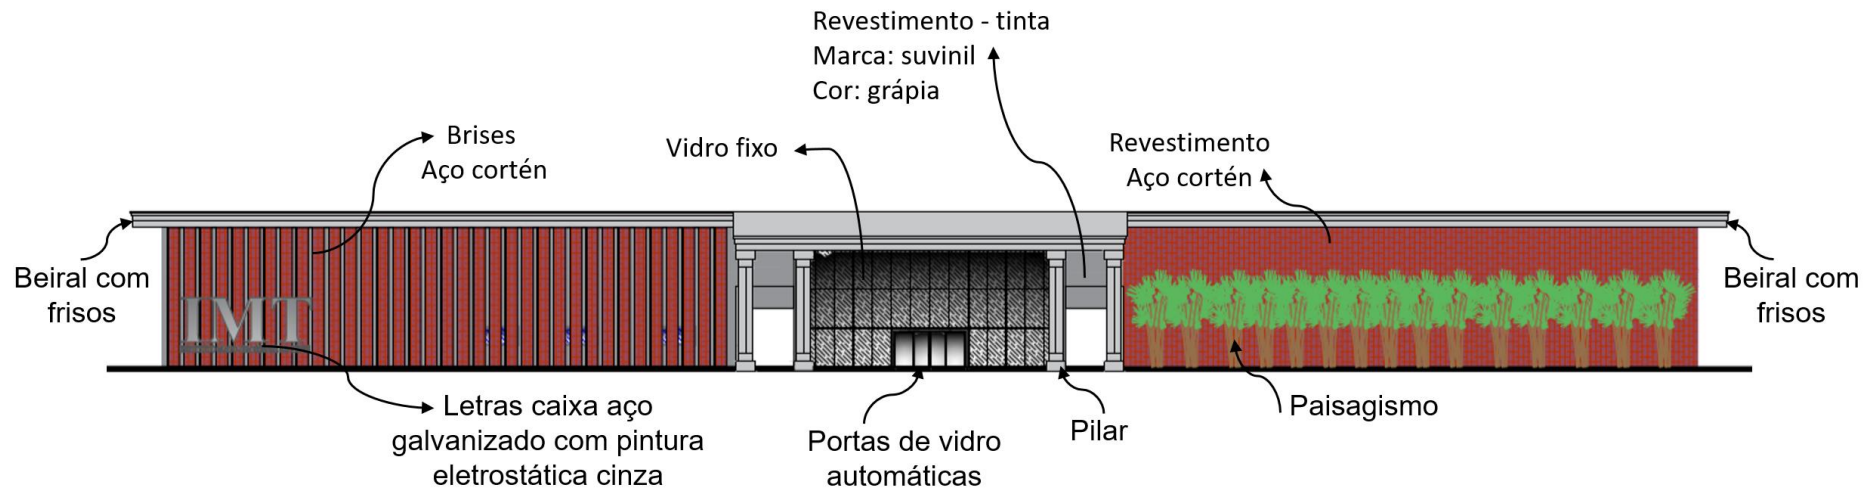 Revestimento - tinta
Marca: suvinil
Cor: grápia
Brises
Aço cortén
Vidro fixo
Revestimento
Aço cortén
Beiral com
frisos
IMT
Beiral com
frisos
Letras caixa aço
galvanizado com pintura
eletrostática cinza
Portas de vidro
automáticas
Pilar
Paisagismo